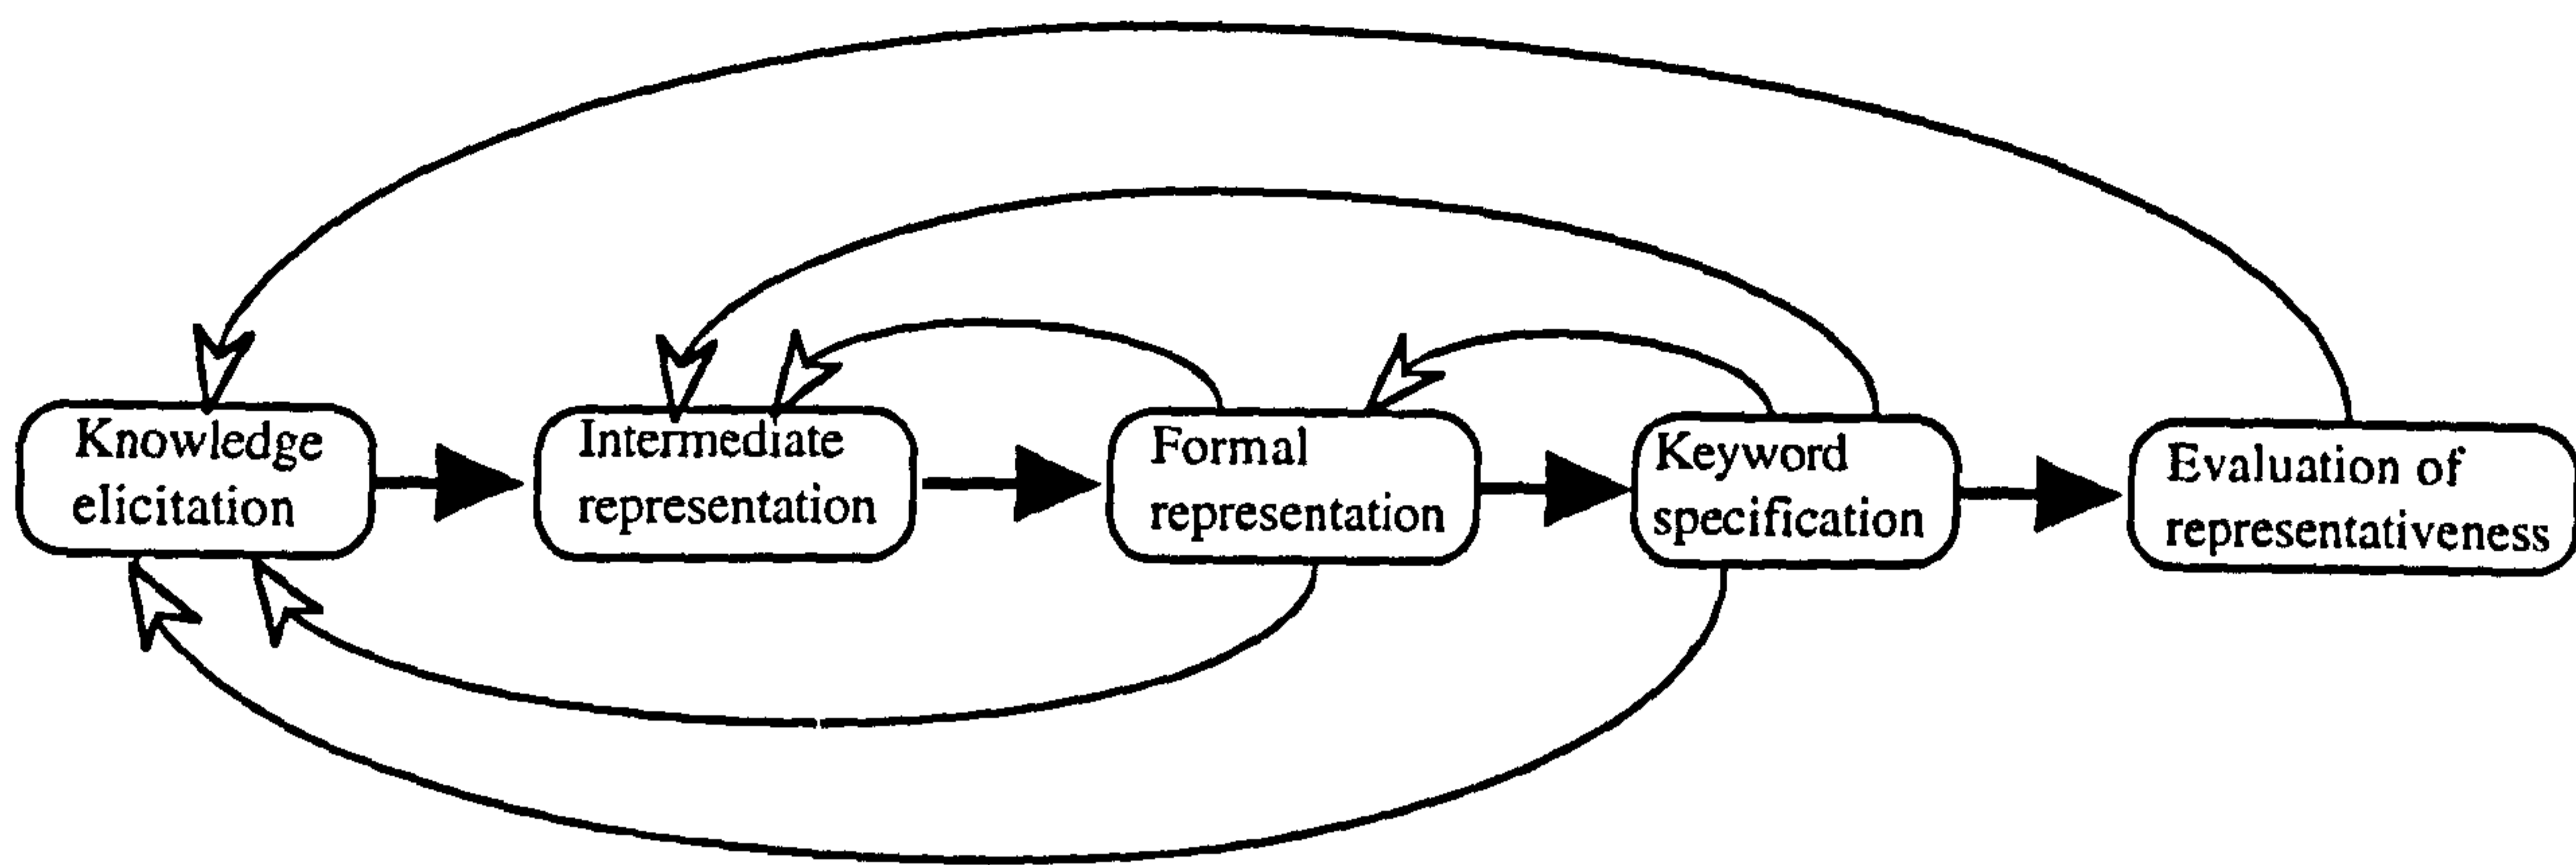 Knowledge
elicitation
Intermediate
representation
Formal
representation
Keyword
specification
Evaluation of
representativeness